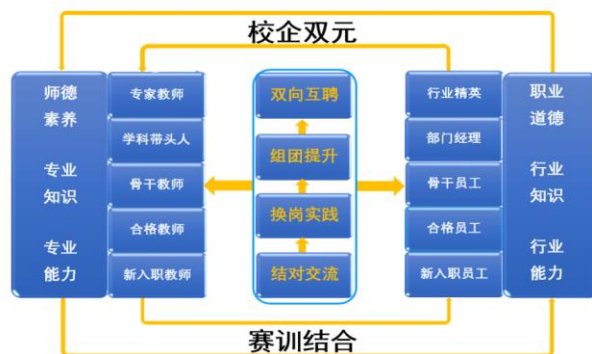 校企双元
师德
素养
专业
知识
专业
能力
专家教师
学科带头人
骨干教师
合格教师
新入职教师
双向互聘
组团提升
换岗实践
结对交流
行业精英
部门经理
骨干员工
合格员工
新入职员工
职业
道德
行业
知识
行业
能力
赛训结合